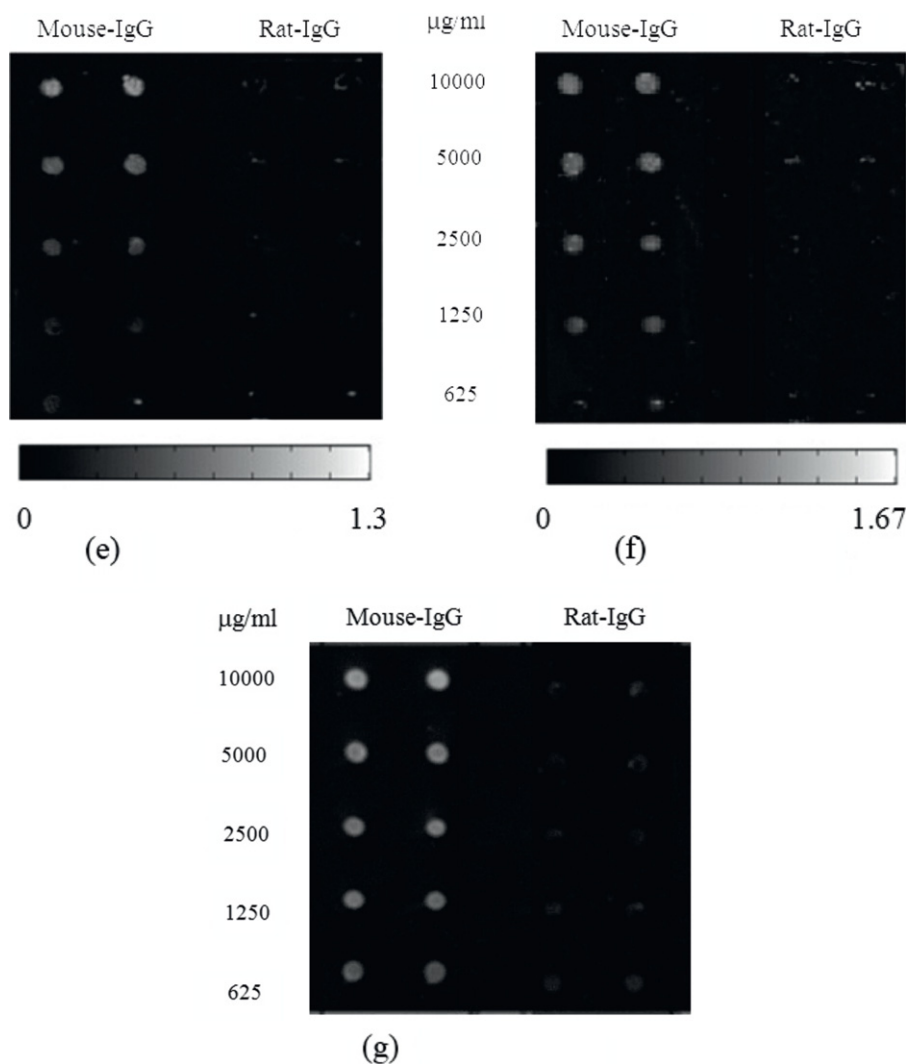 Mouse-IgG Rat-IgG μg/ml Mouse-IgG Rat-IgG
10000
5000
2500
1250
625
0 1.3 0 1.67
(e) (f)
μg/ml Mouse-IgG Rat-IgG
10000
5000
2500
1250
625
(g)